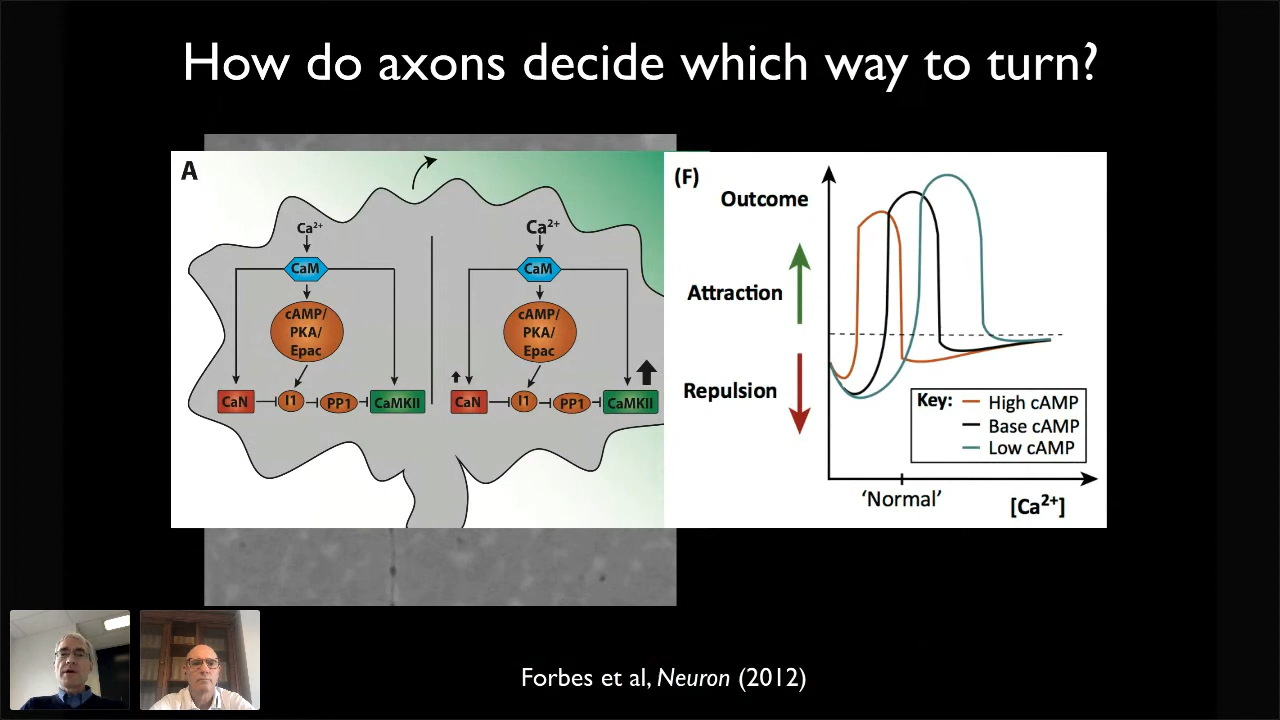 How do axons decide which way to turn?
A
Ca²⁺
CaM
cAMP/
PKA/
Epac
CaN
I1
PP1
CaMKII
Ca²⁺
CaM
cAMP/
PKA/
Epac
CaN
I1
PP1
CaMKII
(F)
Outcome
Attraction
Repulsion
Key:
High cAMP
Base cAMP
Low cAMP
‘Normal’
[Ca²⁺]
Forbes et al, Neuron (2012)